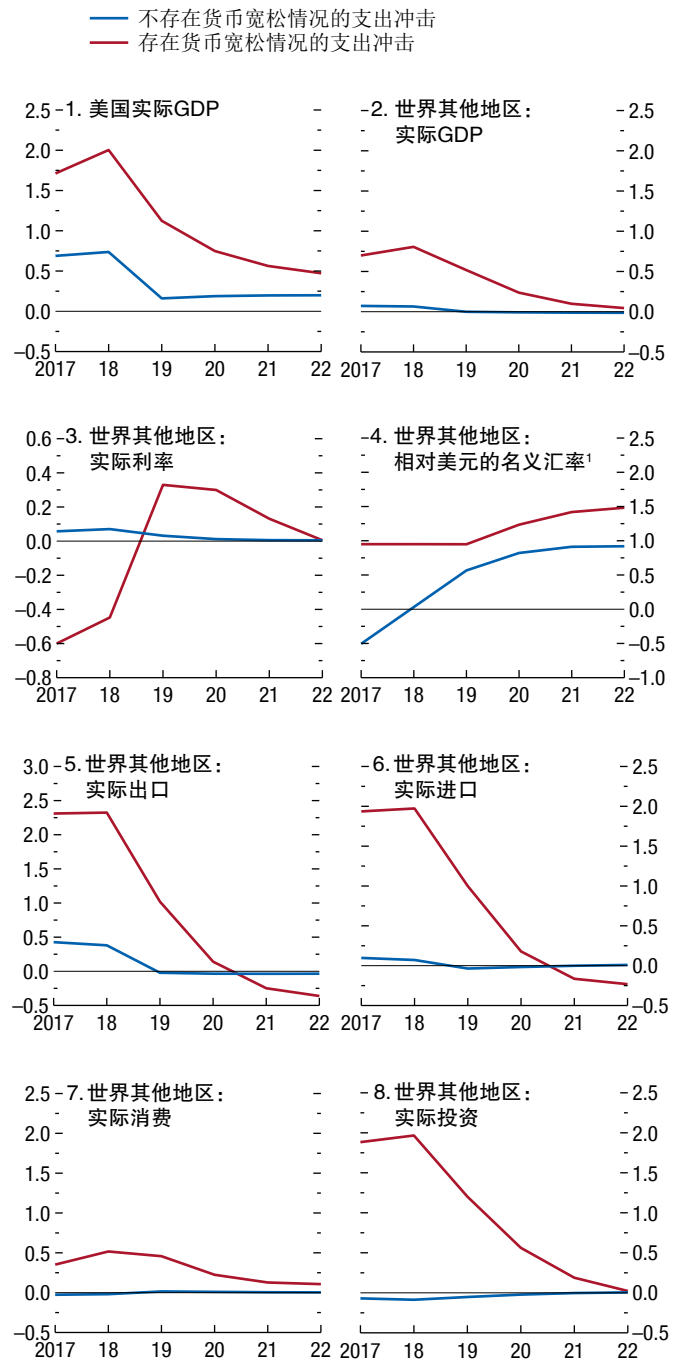 不存在货币宽松情况的支出冲击
存在货币宽松情况的支出冲击
1. 美国实际GDP
2.5
2.0
1.5
1.0
0.5
0.0
–0.5
2017 18 19 20 21 22
2. 世界其他地区：
实际GDP
2.5
2.0
1.5
1.0
0.5
0.0
–0.5
2017 18 19 20 21 22
3. 世界其他地区：
实际利率
0.6
0.4
0.2
0.0
–0.2
–0.4
–0.6
–0.8
2017 18 19 20 21 22
4. 世界其他地区：
相对美元的名义汇率¹
2.5
2.0
1.5
1.0
0.5
0.0
–0.5
–1.0
2017 18 19 20 21 22
5. 世界其他地区：
实际出口
3.0
2.5
2.0
1.5
1.0
0.5
0.0
–0.5
2017 18 19 20 21 22
6. 世界其他地区：
实际进口
2.5
2.0
1.5
1.0
0.5
0.0
–0.5
2017 18 19 20 21 22
7. 世界其他地区：
实际消费
2.5
2.0
1.5
1.0
0.5
0.0
–0.5
2017 18 19 20 21 22
8. 世界其他地区：
实际投资
2.5
2.0
1.5
1.0
0.5
0.0
–0.5
2017 18 19 20 21 22